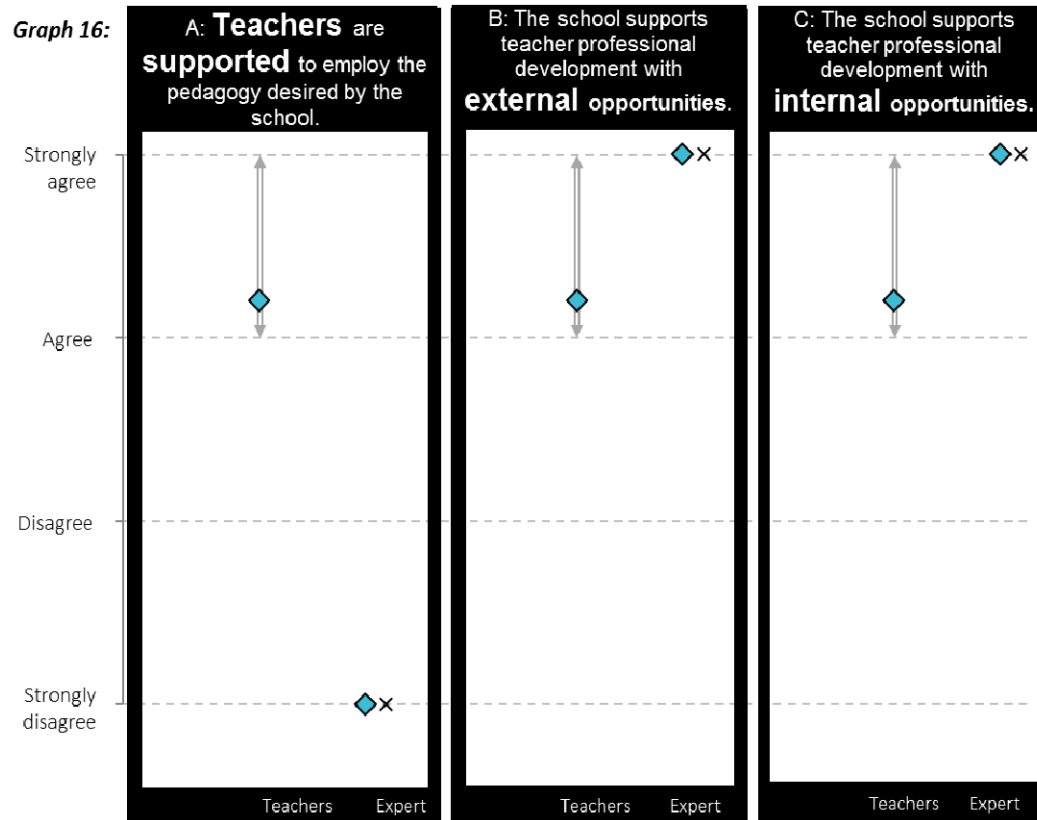 Graph 16:
A: Teachers are
supported to employ the
pedagogy desired by the
school.
B: The school supports
teacher professional
development with
external opportunities.
C: The school supports
teacher professional
development with
internal opportunities.
Strongly
agree
Agree
Disagree
Strongly
disagree
Teachers Expert
Teachers Expert
Teachers Expert